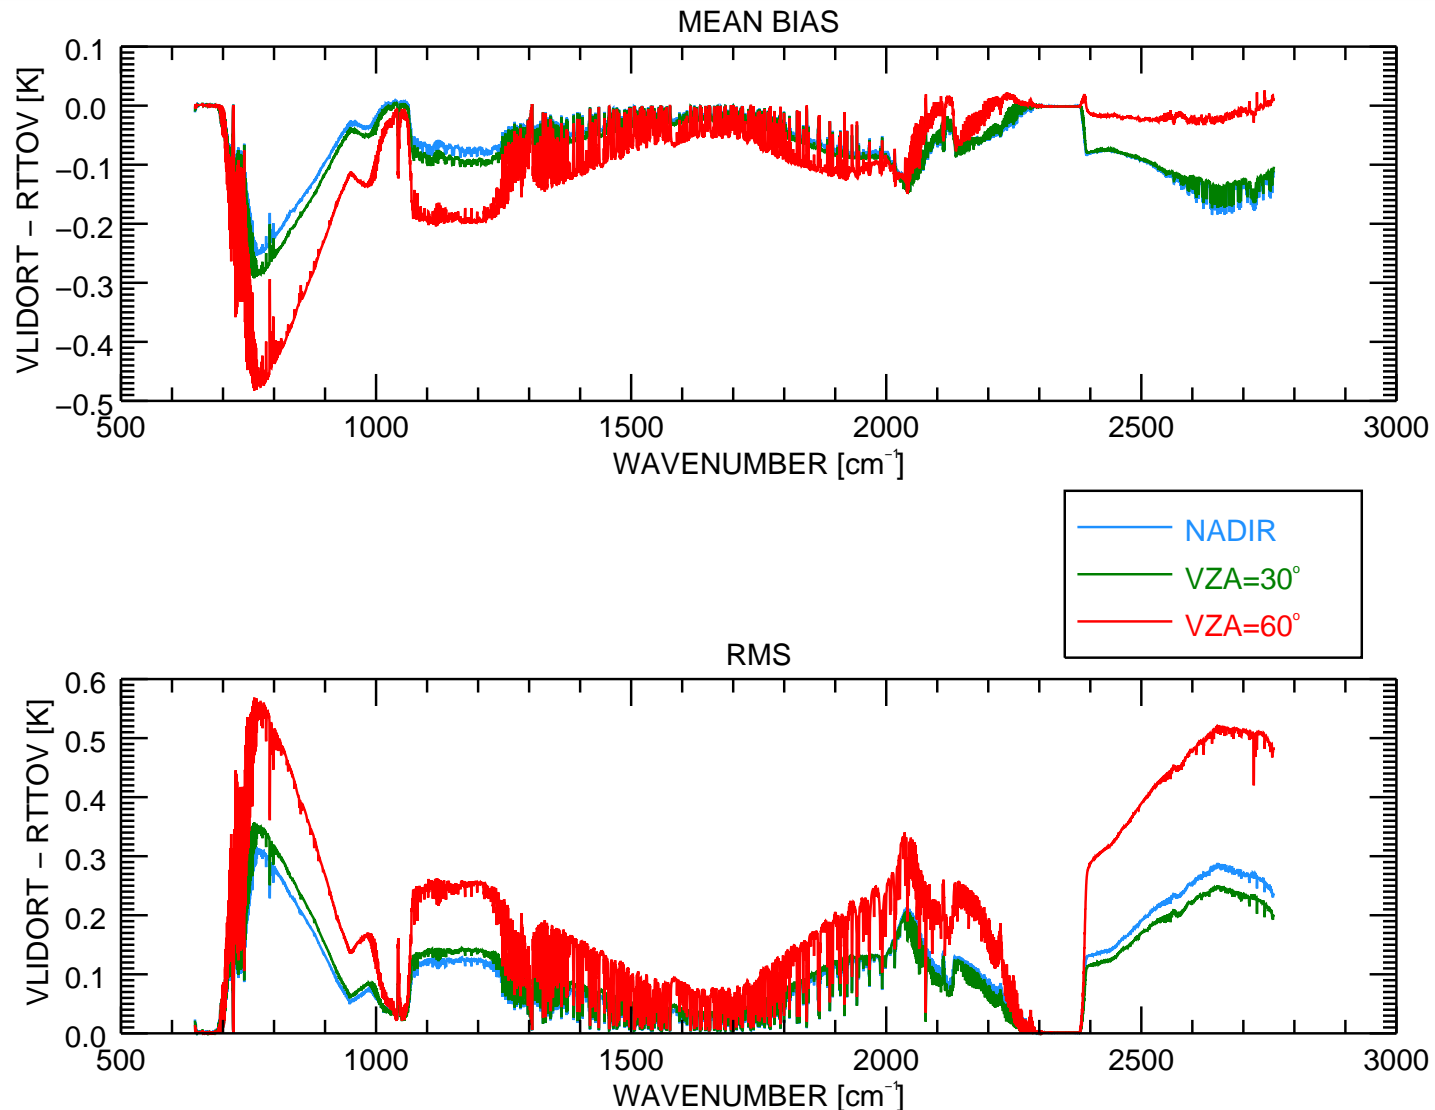 MEAN BIAS
VLIDORT − RTTOV [K]
0.1
0.0
−0.1
−0.2
−0.3
−0.4
−0.5
500 1000 1500 2000 2500 3000
WAVENUMBER [cm⁻¹]
NADIR
VZA=30°
VZA=60°
RMS
VLIDORT − RTTOV [K]
0.6
0.5
0.4
0.3
0.2
0.1
0.0
500 1000 1500 2000 2500 3000
WAVENUMBER [cm⁻¹]